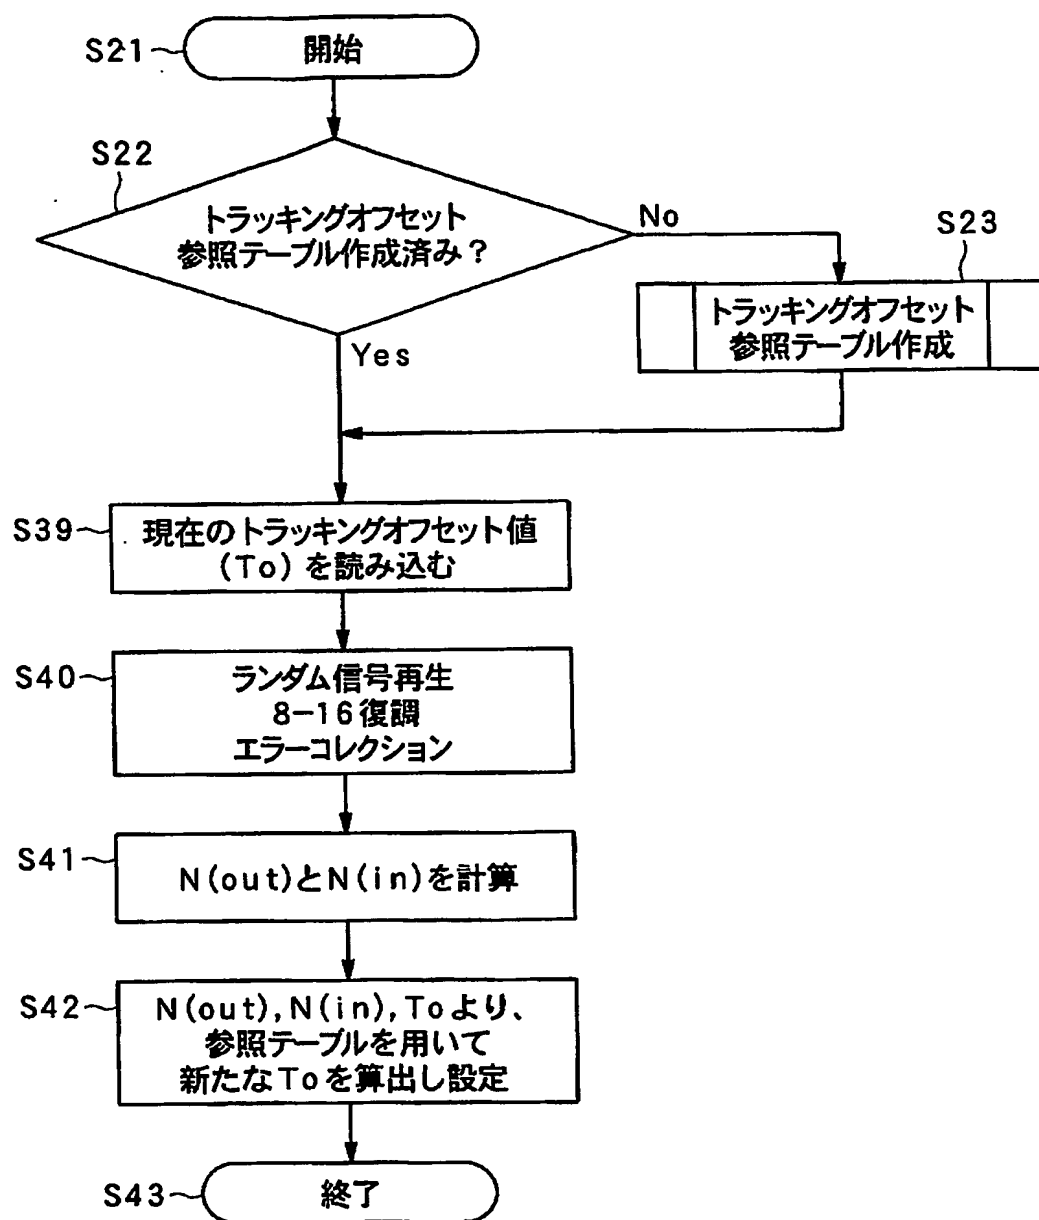 S21
開始
S22
トラッキングオフセット
参照テーブル作成済み？
No
S23
トラッキングオフセット
参照テーブル作成
Yes
S39
現在のトラッキングオフセット値
(To)を読み込む
S40
ランダム信号再生
8-16復調
エラーコレクション
S41
N(out)とN(in)を計算
S42
N(out),N(in),Toより、
参照テーブルを用いて
新たなToを算出し設定
S43
終了